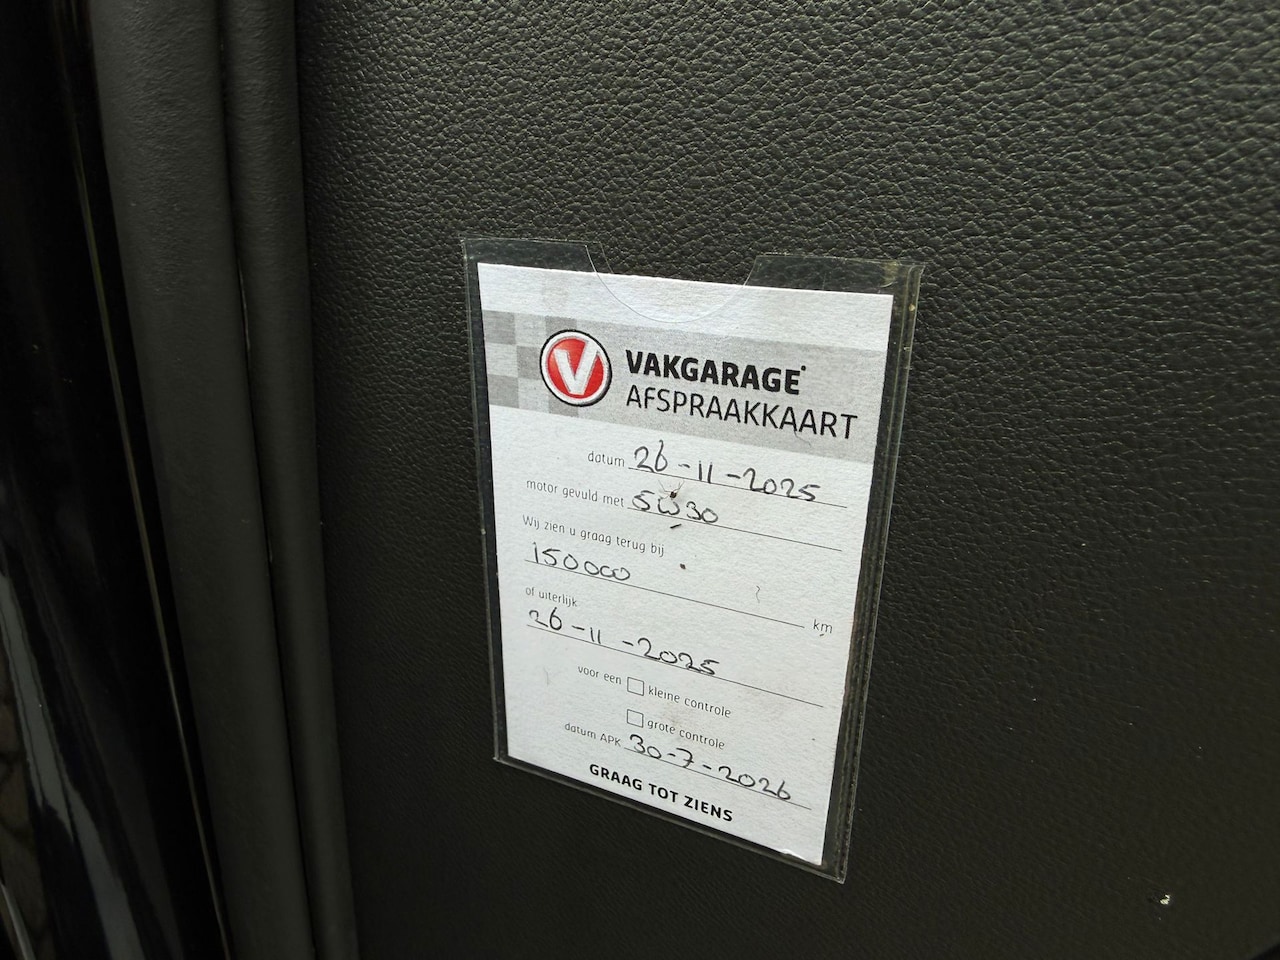 V VAKGARAGE
AFSPRAAKKAART
datum 26-11-2025
motor gevuld met 5W30
Wij zien u graag terug bij
150000 km
of uiterlijk
26-11-2025
voor een kleine controle
grote controle
datum APK 30-7-2026
GRAAG TOT ZIENS